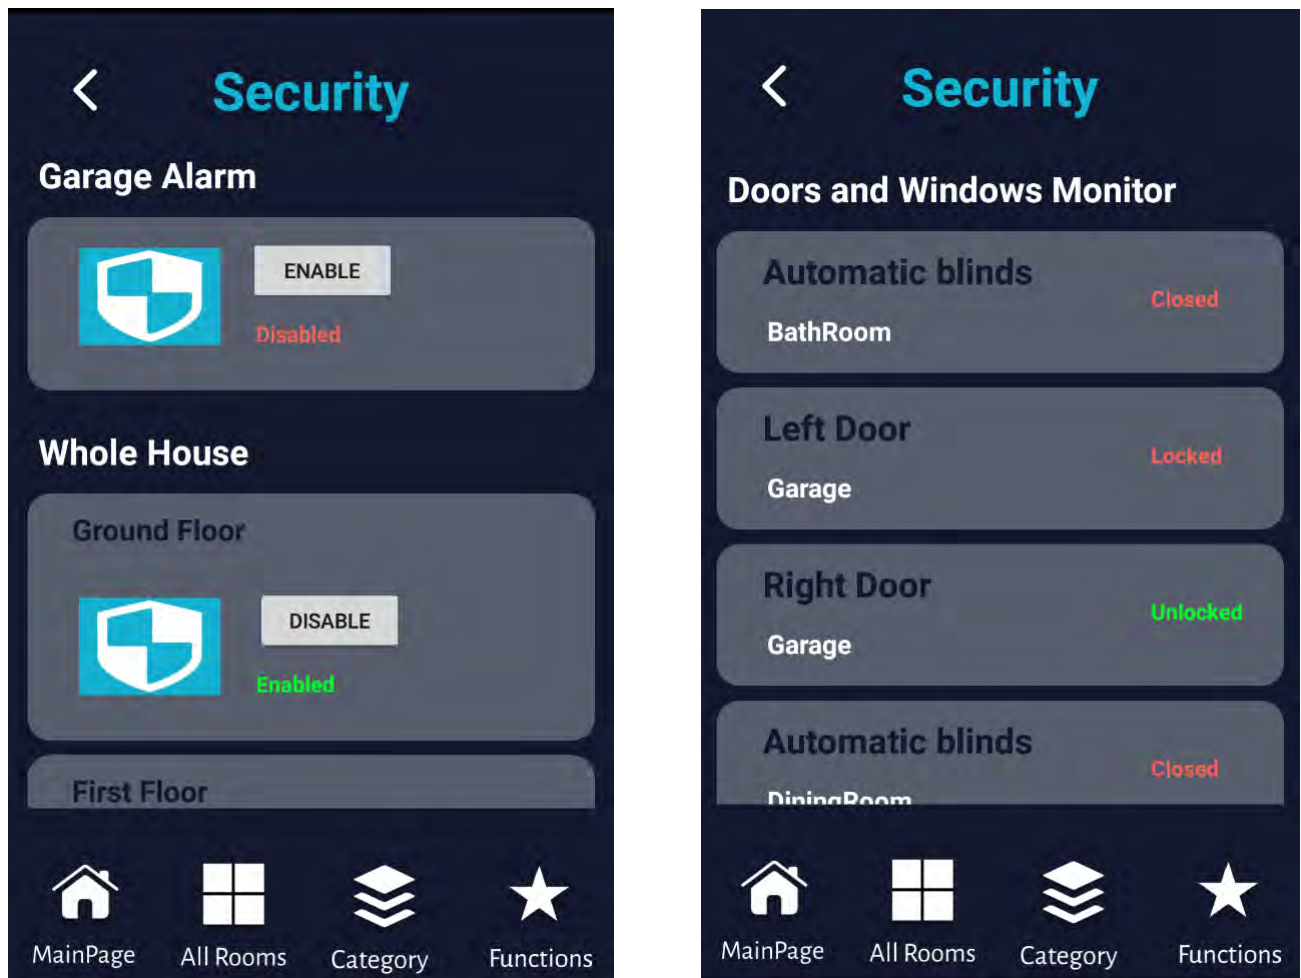 Security
Garage Alarm
ENABLE
Disabled
Whole House
Ground Floor
DISABLE
Enabled
First Floor
MainPage
All Rooms
Category
Functions
Security
Doors and Windows Monitor
Automatic blinds
Closed
BathRoom
Left Door
Locked
Garage
Right Door
Unlocked
Garage
Automatic blinds
Closed
DiningRoom
MainPage
All Rooms
Category
Functions